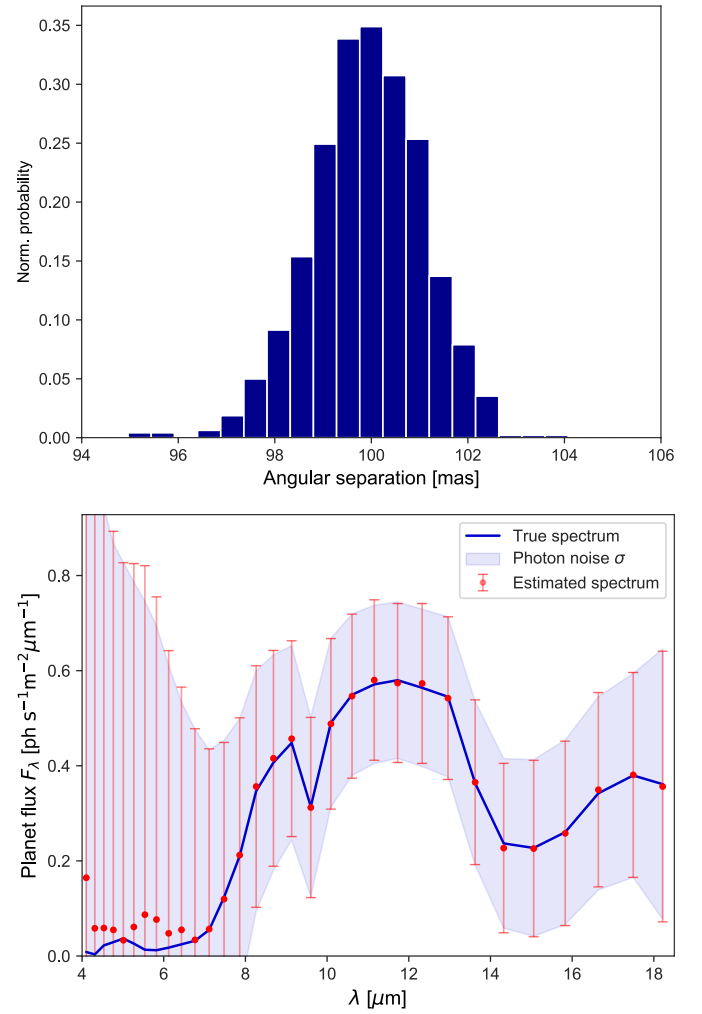 0.35
0.30
0.25
0.20
0.15
0.10
0.05
0.00
Norm. probability
94 96 98 100 102 104 106
Angular separation [mas]
True spectrum
Photon noise σ
Estimated spectrum
0.8
0.6
0.4
0.2
0.0
Planet flux Fλ [ph s⁻¹m⁻²μm⁻¹]
4 6 8 10 12 14 16 18
λ [μm]